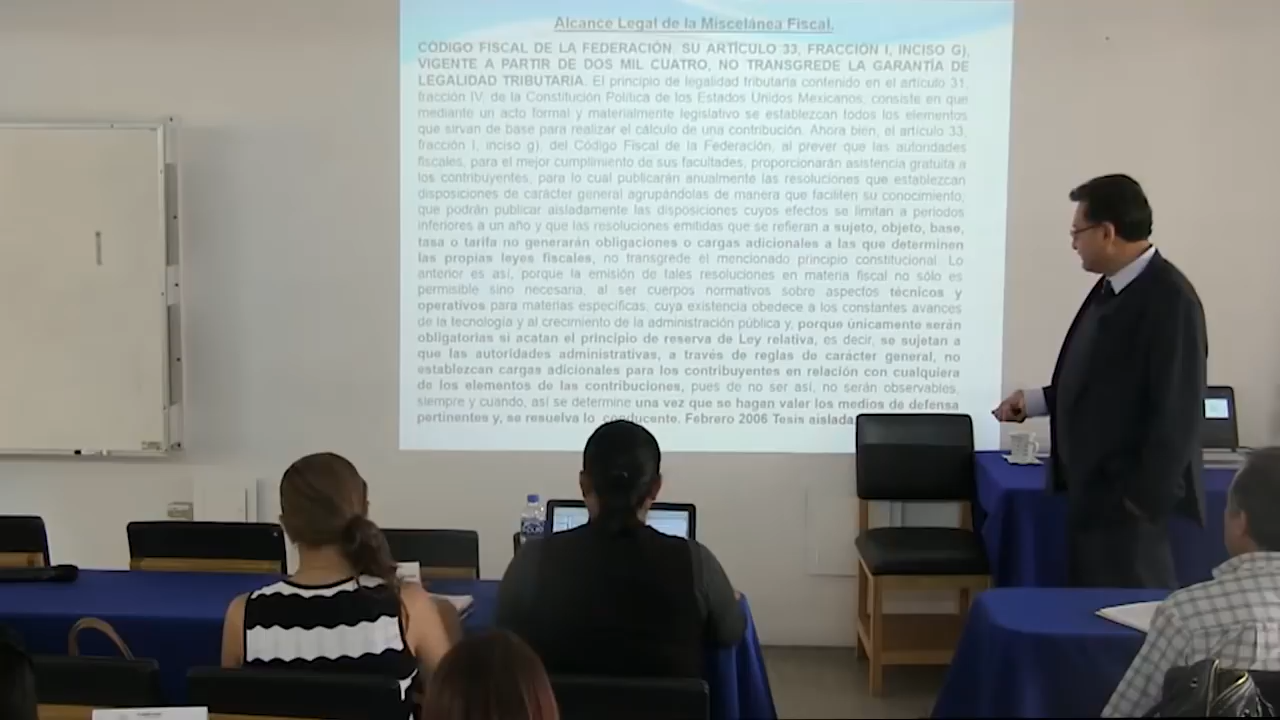 Alcance Legal de la Miscelánea Fiscal.
CÓDIGO FISCAL DE LA FEDERACIÓN. SU ARTÍCULO 33, FRACCIÓN I, INCISO G),
VIGENTE A PARTIR DE DOS MIL CUATRO, NO TRANSGREDE LA GARANTÍA DE
LEGALIDAD TRIBUTARIA. El principio de legalidad tributaria contenido en el artículo 31,
fracción IV, de la Constitución Política de los Estados Unidos Mexicanos, consiste en que
mediante un acto formal y materialmente legislativo se establezcan todos los elementos
que sirvan de base para realizar el cálculo de una contribución. Ahora bien, el artículo 33,
fracción I, inciso g), del Código Fiscal de la Federación, al prever que las autoridades
fiscales, para el mejor cumplimiento de sus facultades, proporcionarán asistencia gratuita a
los contribuyentes, para lo cual publicarán anualmente las resoluciones que establezcan
disposiciones de carácter general agrupándolas de manera que faciliten su conocimiento,
que podrán publicar aisladamente las disposiciones cuyos efectos se limitan a periodos
inferiores a un año y que las resoluciones emitidas que se refieran a sujeto, objeto, base,
tasa o tarifa no generarán obligaciones o cargas adicionales a las que determinen
las propias leyes fiscales, no transgrede el mencionado principio constitucional. Lo
anterior es así, porque la emisión de tales resoluciones en materia fiscal no sólo es
permisible sino necesaria, al ser cuerpos normativos sobre aspectos técnicos y
operativos para materias específicas, cuya existencia obedece a los constantes avances
de la tecnología y al crecimiento de la administración pública y, porque únicamente serán
obligatorias si acatan el principio de reserva de Ley relativa, es decir, se sujetan a
que las autoridades administrativas, a través de reglas de carácter general, no
establezcan cargas adicionales para los contribuyentes en relación con cualquiera
de los elementos de las contribuciones, pues de no ser así, no serán observables,
siempre y cuando, así se determine una vez que se hagan valer los medios de defensa
pertinentes y, se resuelva lo conducente. Febrero 2006 Tesis aislada